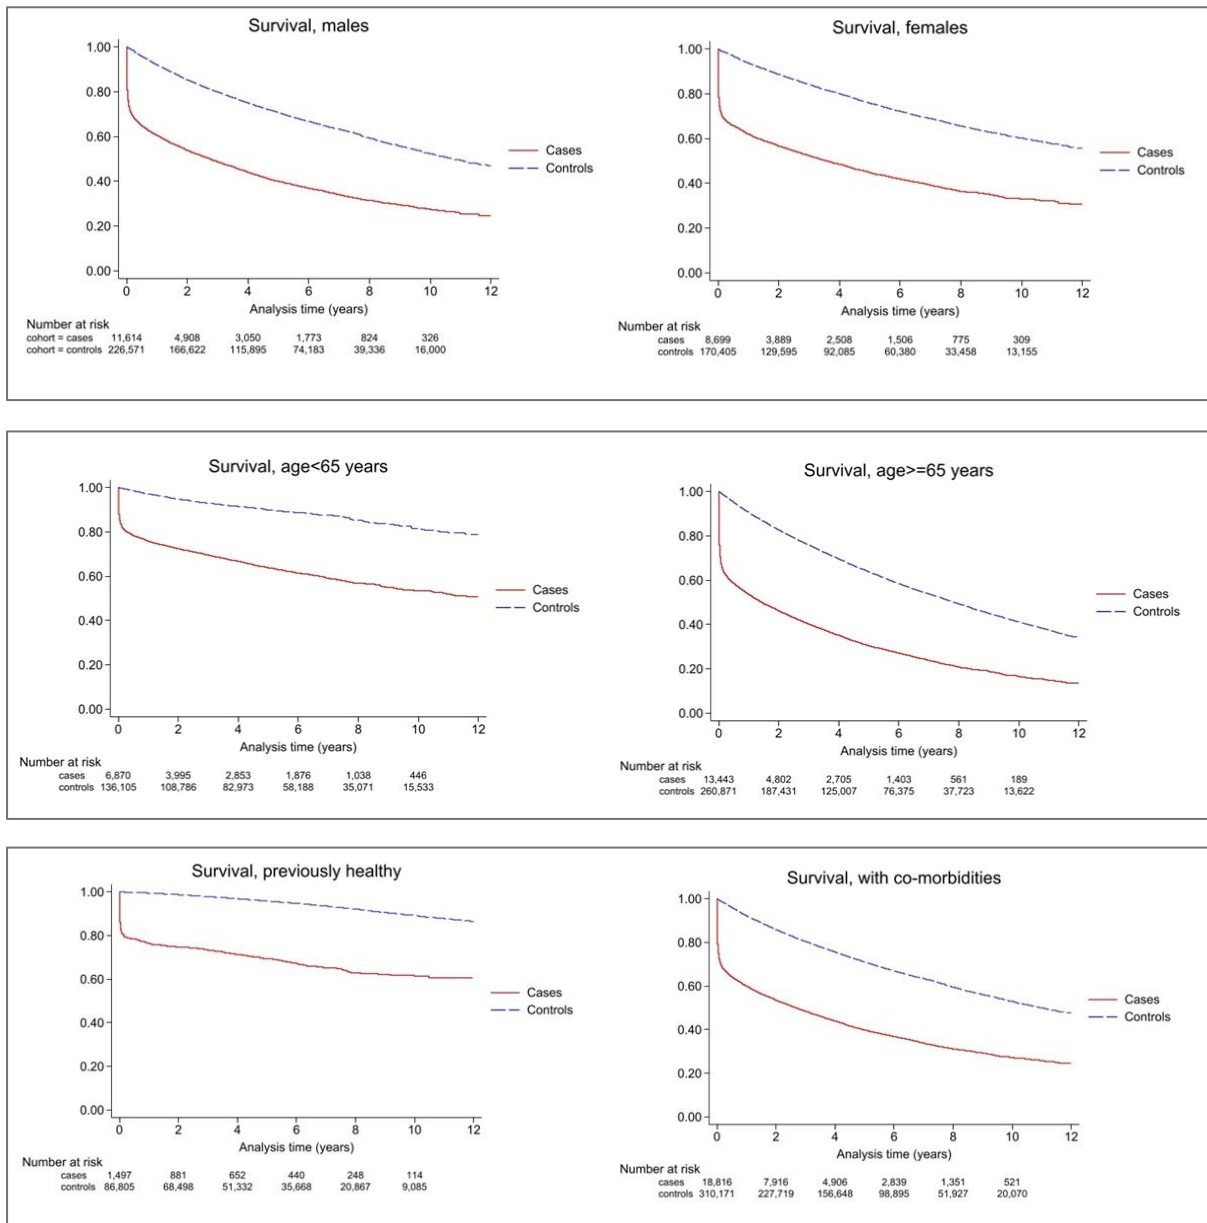 Survival, males
1.00
0.80
0.60
0.40
0.20
0.00
0 2 4 6 8 10 12
Analysis time (years)
Cases
Controls
Number at risk
cohort = cases 11,614 4,908 3,050 1,773 824 326
cohort = controls 226,571 166,622 115,895 74,183 39,336 16,000
Survival, females
1.00
0.80
0.60
0.40
0.20
0.00
0 2 4 6 8 10 12
Analysis time (years)
Cases
Controls
Number at risk
cases 8,699 3,889 2,508 1,506 775 309
controls 170,405 129,595 92,085 60,380 33,458 13,155
Survival, age<65 years
1.00
0.80
0.60
0.40
0.20
0.00
0 2 4 6 8 10 12
Analysis time (years)
Cases
Controls
Number at risk
cases 6,870 3,995 2,853 1,876 1,038 446
controls 136,105 108,786 82,973 58,188 35,071 15,533
Survival, age>=65 years
1.00
0.80
0.60
0.40
0.20
0.00
0 2 4 6 8 10 12
Analysis time (years)
Cases
Controls
Number at risk
cases 13,443 4,802 2,705 1,403 561 189
controls 260,871 187,431 125,007 76,375 37,723 13,622
Survival, previously healthy
1.00
0.80
0.60
0.40
0.20
0.00
0 2 4 6 8 10 12
Analysis time (years)
Cases
Controls
Number at risk
cases 1,497 881 652 440 248 114
controls 86,805 68,498 51,332 35,668 20,867 9,085
Survival, with co-morbidities
1.00
0.80
0.60
0.40
0.20
0.00
0 2 4 6 8 10 12
Analysis time (years)
Cases
Controls
Number at risk
cases 18,816 7,916 4,906 2,839 1,351 521
controls 310,171 227,719 156,648 98,895 51,927 20,070